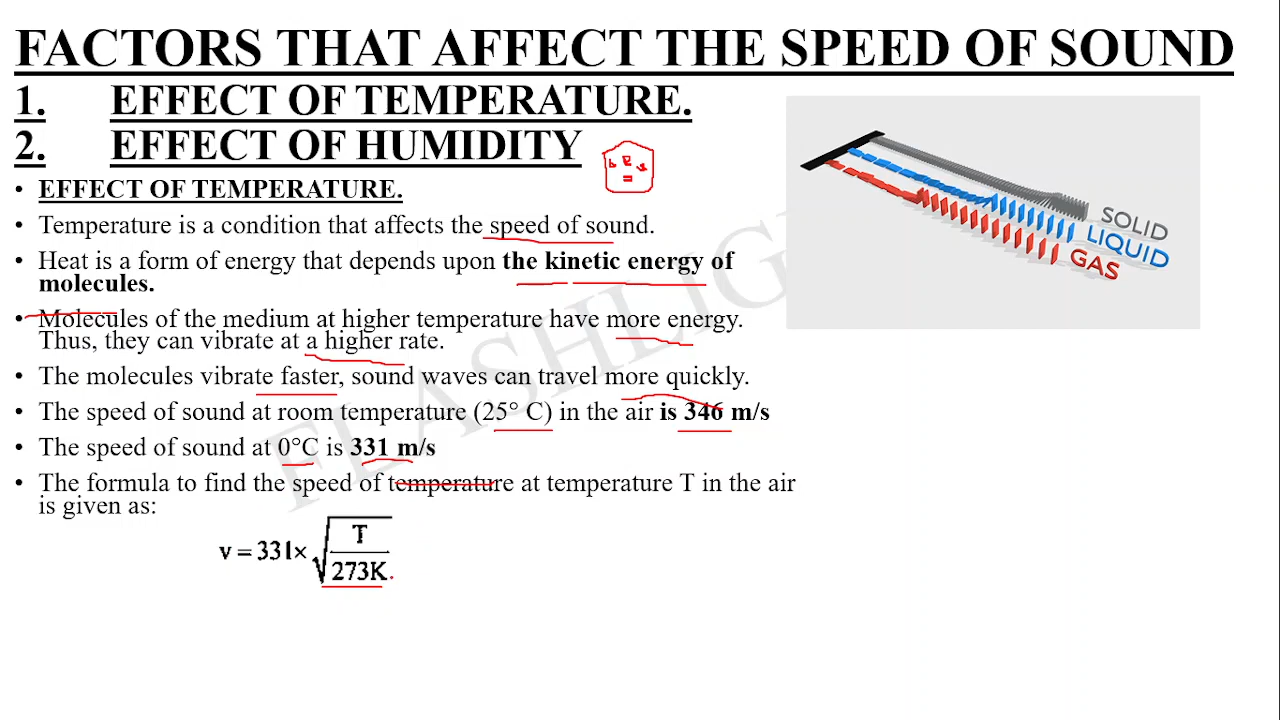 FACTORS THAT AFFECT THE SPEED OF SOUND
1. EFFECT OF TEMPERATURE.
2. EFFECT OF HUMIDITY
• EFFECT OF TEMPERATURE.
• Temperature is a condition that affects the speed of sound.
• Heat is a form of energy that depends upon the kinetic energy of
molecules.
• Molecules of the medium at higher temperature have more energy.
Thus, they can vibrate at a higher rate.
• The molecules vibrate faster, sound waves can travel more quickly.
• The speed of sound at room temperature (25° C) in the air is 346 m/s
• The speed of sound at 0°C is 331 m/s
• The formula to find the speed of temperature at temperature T in the air
is given as:
v = 331× √ T
273K
SOLID
LIQUID
GAS
FLASHLIG